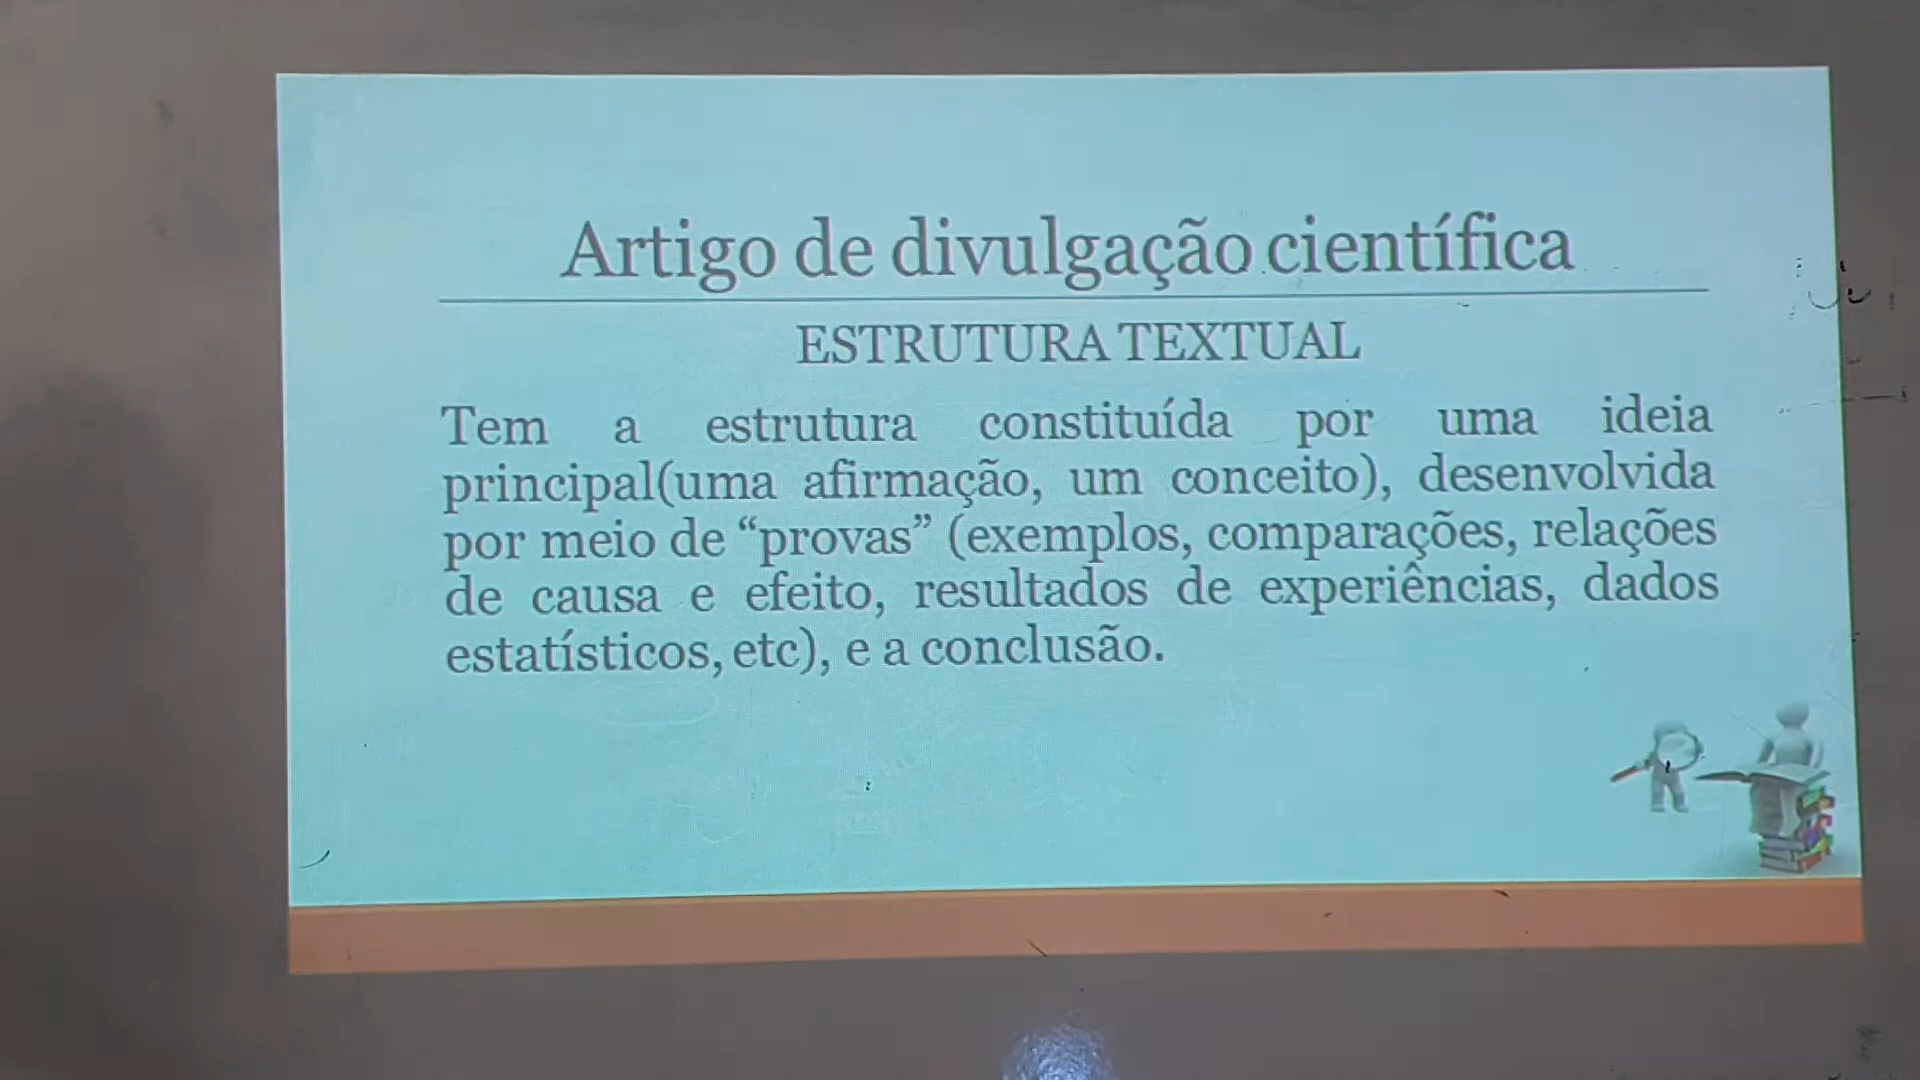 Artigo de divulgação científica
ESTRUTURA TEXTUAL
Tem a estrutura constituída por uma ideia
principal(uma afirmação, um conceito), desenvolvida
por meio de “provas” (exemplos, comparações, relações
de causa e efeito, resultados de experiências, dados
estatísticos, etc), e a conclusão.